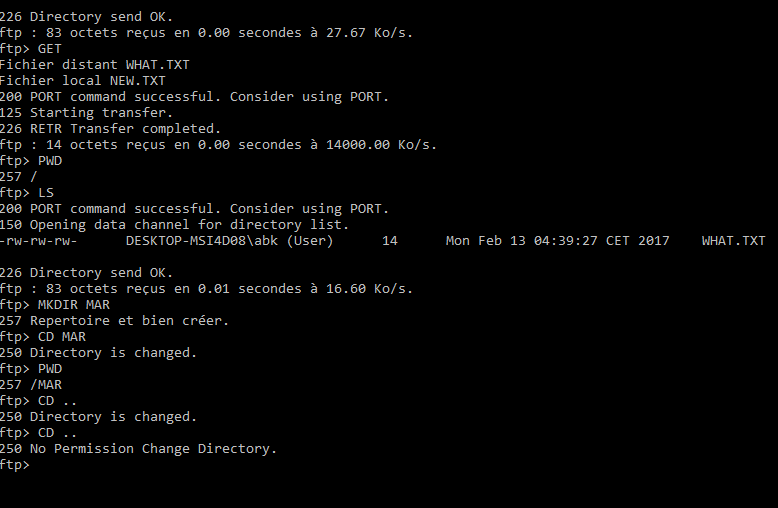 226 Directory send OK.
ftp : 83 octets reçus en 0.00 secondes à 27.67 Ko/s.
ftp> GET
Fichier distant WHAT.TXT
Fichier local NEW.TXT
200 PORT command successful. Consider using PORT.
125 Starting transfer.
226 RETR Transfer completed.
ftp : 14 octets reçus en 0.00 secondes à 14000.00 Ko/s.
ftp> PWD
257 /
ftp> LS
200 PORT command successful. Consider using PORT.
150 Opening data channel for directory list.
-rw-rw-rw-      DESKTOP-MSI4D08\abk (User)      14      Mon Feb 13 04:39:27 CET 2017    WHAT.TXT
226 Directory send OK.
ftp : 83 octets reçus en 0.01 secondes à 16.60 Ko/s.
ftp> MKDIR MAR
257 Repertoire et bien créer.
ftp> CD MAR
250 Directory is changed.
ftp> PWD
257 /MAR
ftp> CD ..
250 Directory is changed.
ftp> CD ..
250 No Permission Change Directory.
ftp>